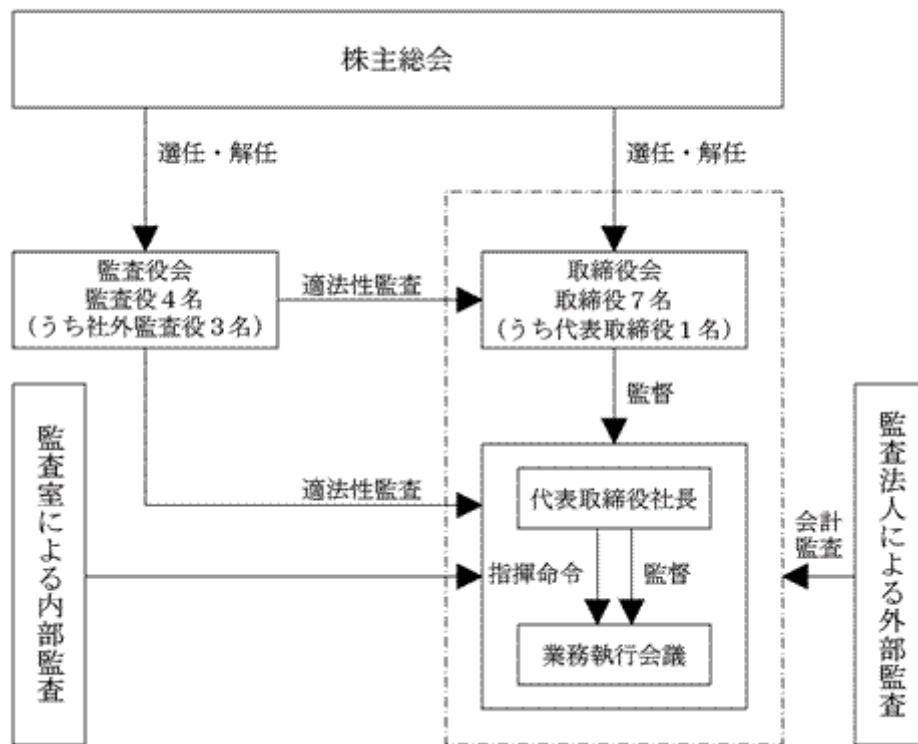 株主総会
選任・解任
選任・解任
監査役会
監査役４名
（うち社外監査役３名）
適法性監査
取締役会
取締役７名
（うち代表取締役１名）
監督
監査室による内部監査
適法性監査
代表取締役社長
指揮命令
監督
業務執行会議
会計
監査
監査法人による外部監査